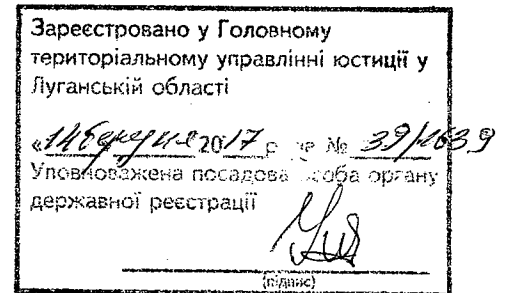 Зареєстровано у Головному
територіальному управлінні юстиції у
Луганській області
«14 березня 2017 року № 39/1639
Уповноважена посадова особа органу
державної реєстрації
(підпис)